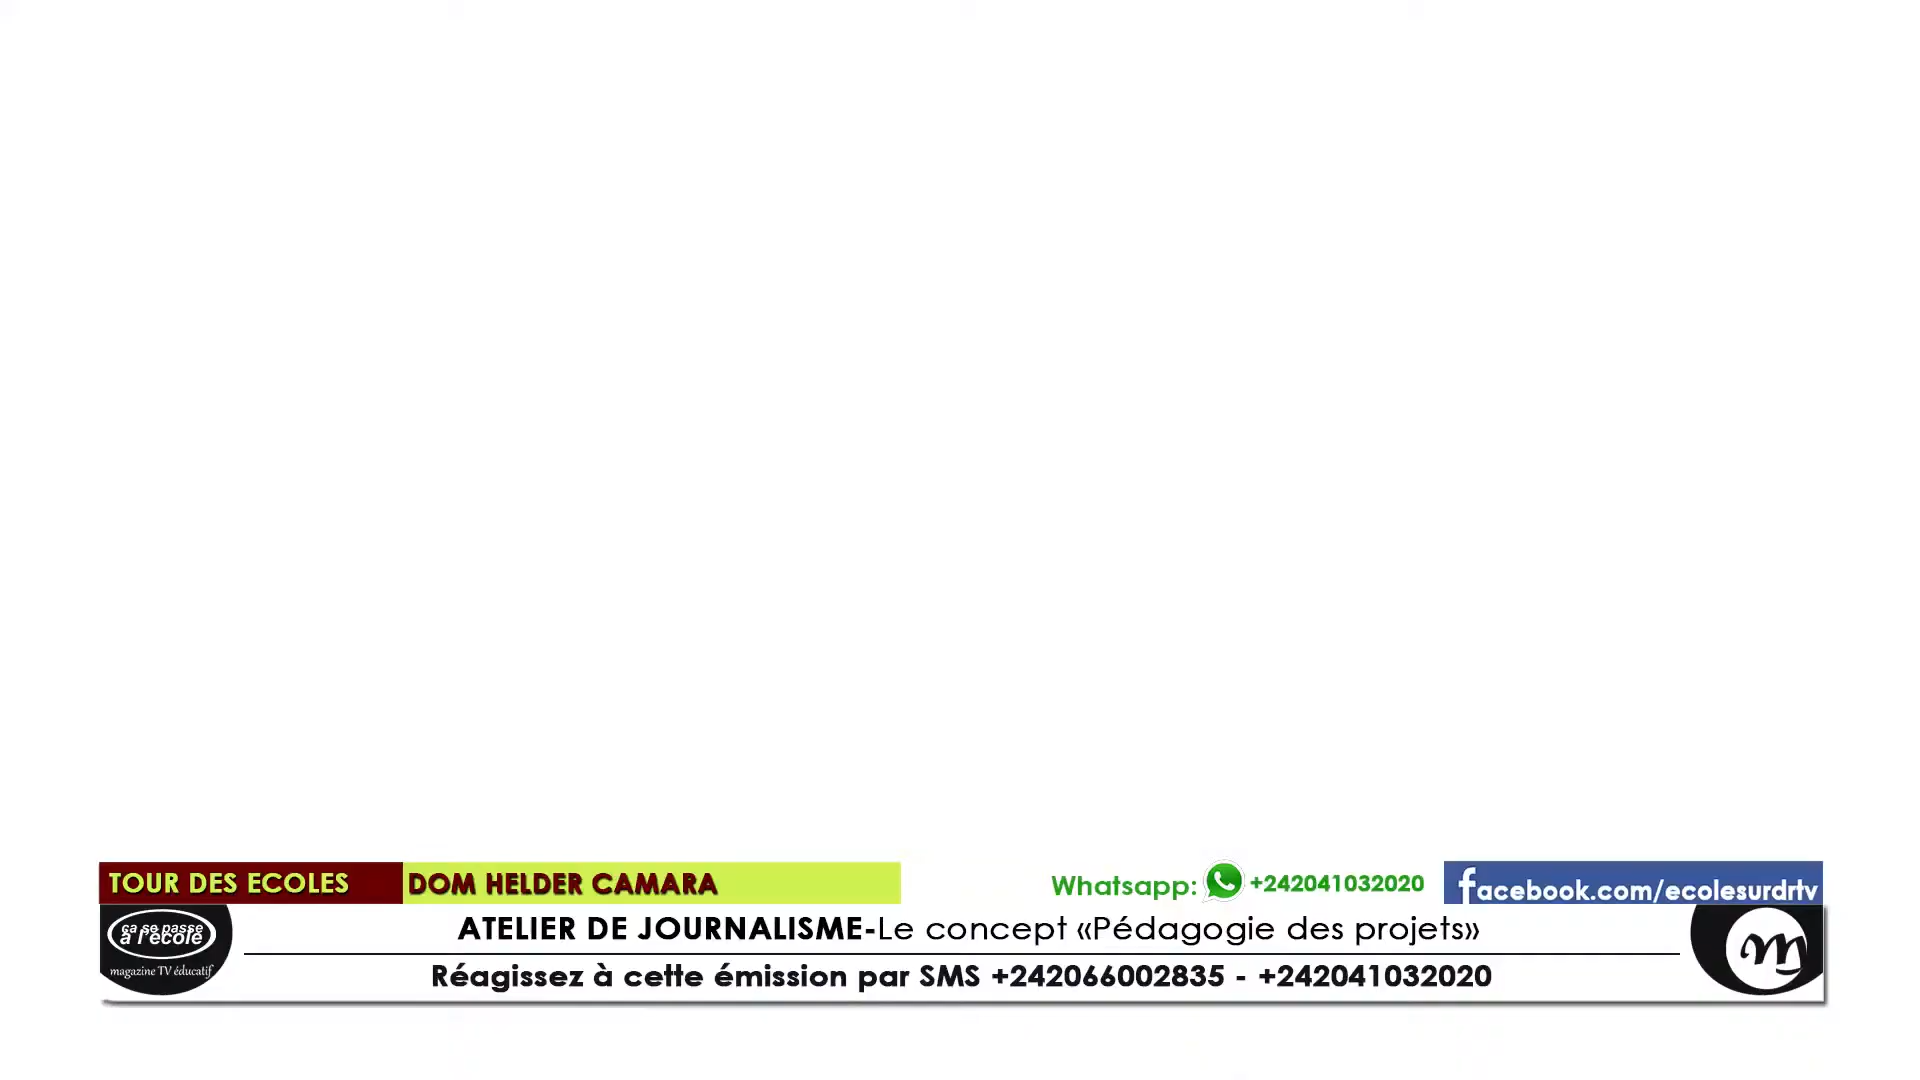 TOUR DES ECOLES
DOM HELDER CAMARA
Whatsapp: +242041032020
facebook.com/ecolesurdrtv
ça se passe
à l'école
magazine TV éducatif
ATELIER DE JOURNALISME-Le concept «Pédagogie des projets»
Réagissez à cette émission par SMS +242066002835 - +242041032020
m